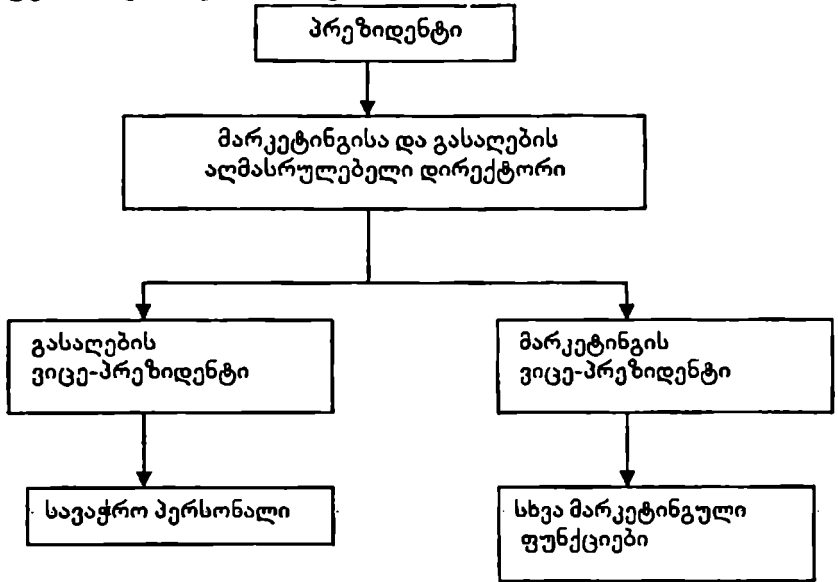 პრეზიდენტი
მარკეტინგისა და გასაღების
აღმასრულებელი დირექტორი
გასაღების
ვიცე-პრეზიდენტი
მარკეტინგის
ვიცე-პრეზიდენტი
სავაჭრო პერსონალი
სხვა მარკეტინგული
ფუნქციები